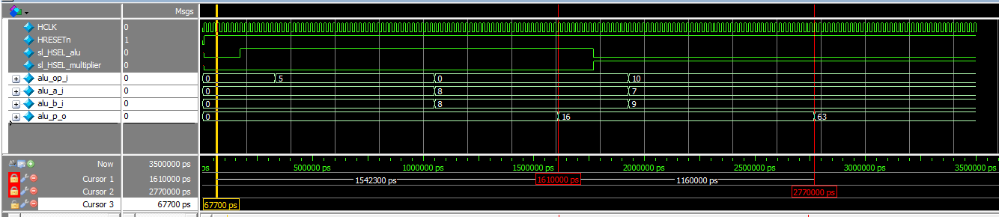 Msgs
HCLK 0
HRESETn 1
sl_HSEL_alu 0
sl_HSEL_multiplier 0
alu_op_i 0 0 5 0 10
alu_a_i 0 0 8 7
alu_b_i 0 0 8 9
alu_p_o 0 0 16 63
Now 3500000 ps ps 500000 ps 1000000 ps 1500000 ps 2000000 ps 2500000 ps 3000000 ps 3500000 ps
Cursor 1 1610000 ps 1542300 ps 1610000 ps 1160000 ps
Cursor 2 2770000 ps 2770000 ps
Cursor 3 67700 ps 67700 ps